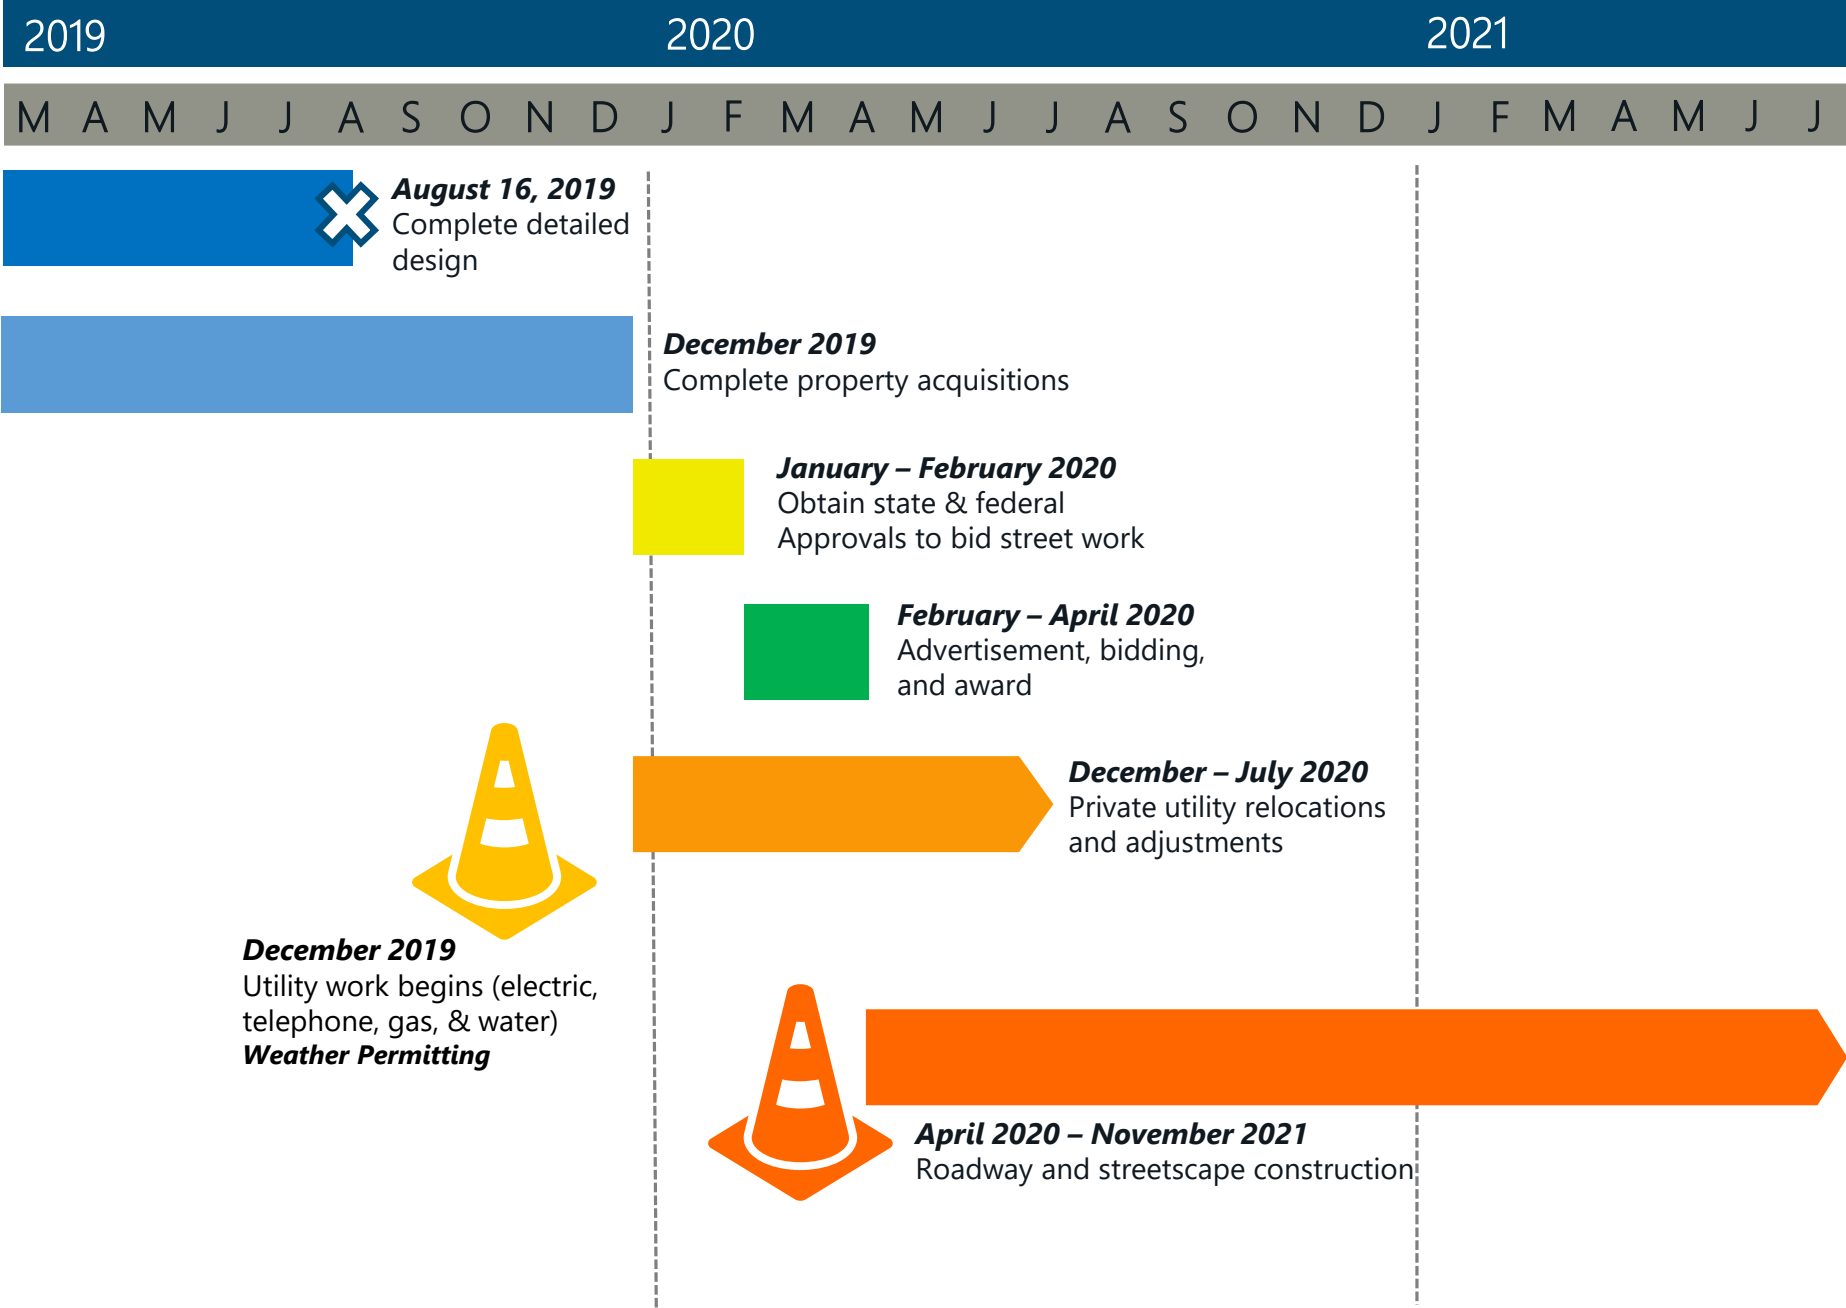 2019 2020 2021
M A M J J A S O N D J F M A M J J A S O N D J F M A M J J
August 16, 2019
Complete detailed
design
December 2019
Complete property acquisitions
January – February 2020
Obtain state & federal
Approvals to bid street work
February – April 2020
Advertisement, bidding,
and award
December – July 2020
Private utility relocations
and adjustments
December 2019
Utility work begins (electric,
telephone, gas, & water)
Weather Permitting
April 2020 – November 2021
Roadway and streetscape construction